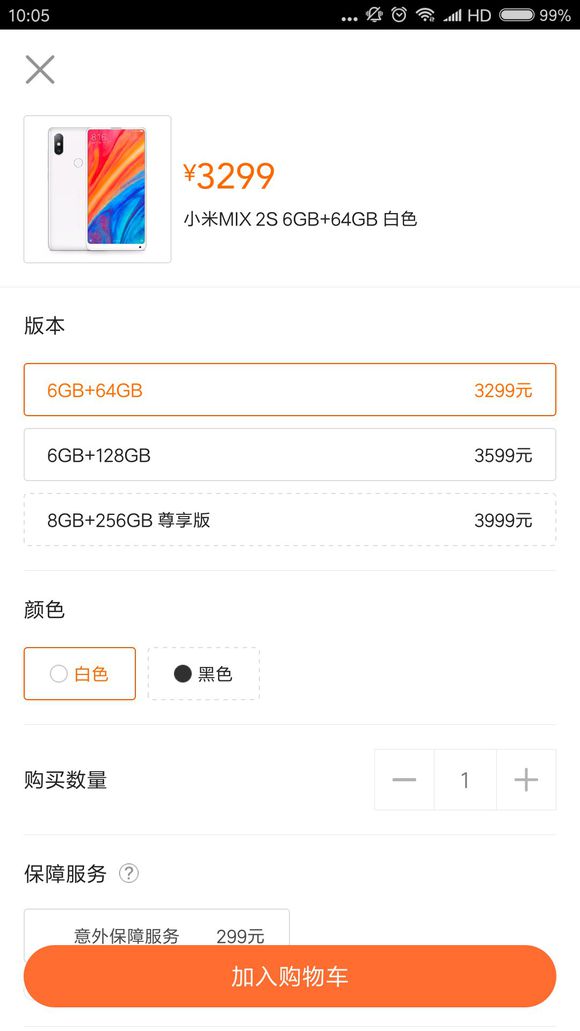 10:05
HD
99%
¥3299
小米MIX 2S 6GB+64GB 白色
版本
6GB+64GB 3299元
6GB+128GB 3599元
8GB+256GB 尊享版 3999元
颜色
白色 黑色
购买数量
1
保障服务 ?
意外保障服务 299元
加入购物车